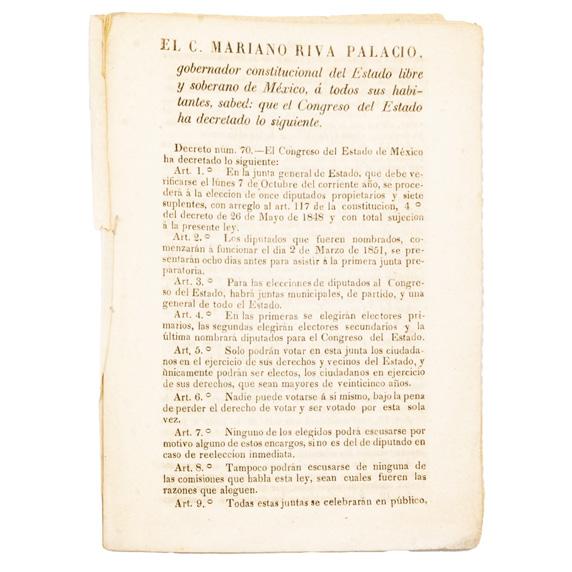 EL C. MARIANO RIVA PALACIO,
gobernador constitucional del Estado libre
y soberano de México, á todos sus habi-
tantes, sabed: que el Congreso del Estado
ha decretado lo siguiente.
Decreto núm. 70.—El Congreso del Estado de México
ha decretado lo siguiente:
Art. 1.º En la junta general de Estado, que debe ve-
rificarse el lúnes 7 de Octubre del corriente año, se proce-
derá á la eleccion de once diputados propietarios y siete
suplentes, con arreglo al art. 117 de la constitucion, 4 º
del decreto de 26 de Mayo de 1848 y con total sujecion
á la presente ley.
Art. 2.º Los diputados que fueren nombrados, co-
menzarán á funcionar el dia 2 de Marzo de 1851, se pre-
sentarán ocho dias antes para asistir á la primera junta pre-
paratoria.
Art. 3.º Para las elecciones de diputados al Congre-
so del Estado, habrá juntas municipales, de partido, y una
general de todo el Estado.
Art. 4.º En las primeras se elegirán electores pri-
marios, las segundas elegirán electores secundarios y la
última nombrará diputados para el Congreso del Estado.
Art. 5.º Solo podrán votar en esta junta los ciudada-
nos en el ejercicio de sus derechos y vecinos del Estado, y
únicamente podrán ser electos, los ciudadanos en ejercicio
de sus derechos, que sean mayores de veinticinco años.
Art. 6.º Nadie puede votarse á si mismo, bajo la pena
de perder el derecho de votar y ser votado por esta sola
vez.
Art. 7.º Ninguno de los elegidos podrá escusarse por
motivo alguno de estos encargos, si no es del de diputado en
caso de reeleccion inmediata.
Art. 8.º Tampoco podrán escusarse de ninguna de
las comisiones que habla esta ley, sean cuales fueren las
razones que aleguen.
Art. 9.º Todas estas juntas se celebrarán en público,